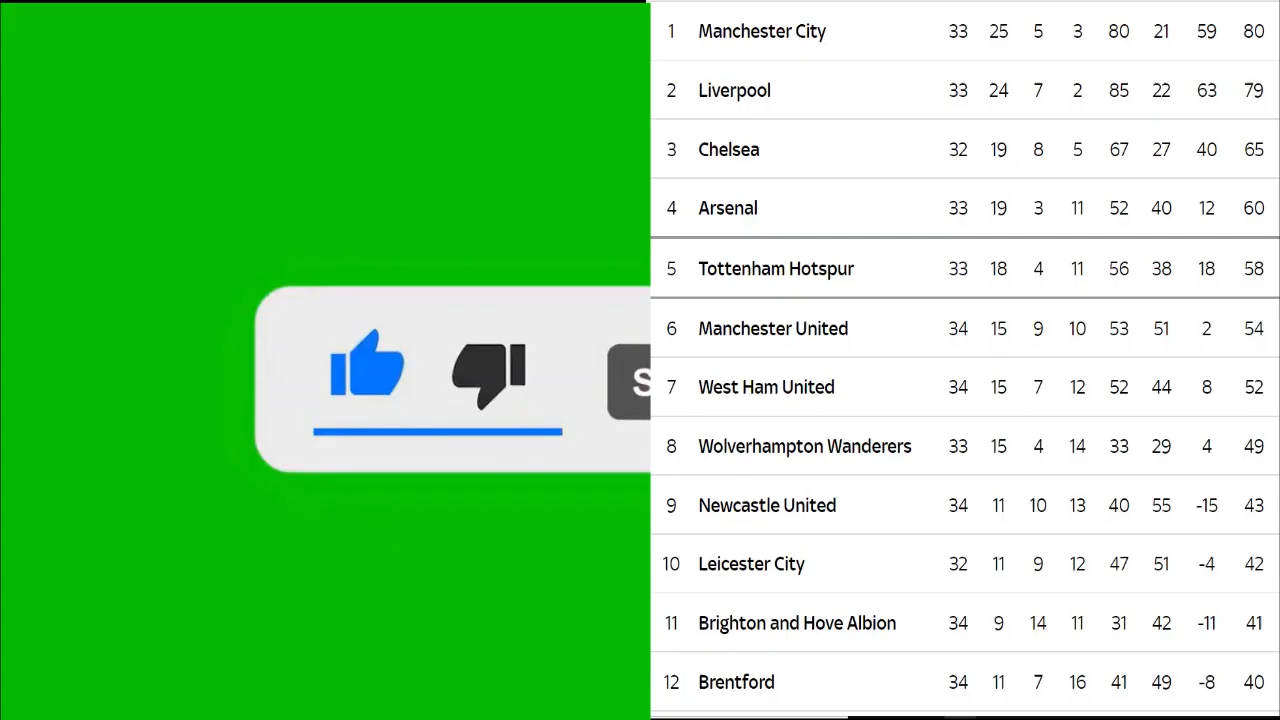 1 Manchester City 33 25 5 3 80 21 59 80
2 Liverpool 33 24 7 2 85 22 63 79
3 Chelsea 32 19 8 5 67 27 40 65
4 Arsenal 33 19 3 11 52 40 12 60
5 Tottenham Hotspur 33 18 4 11 56 38 18 58
6 Manchester United 34 15 9 10 53 51 2 54
S
7 West Ham United 34 15 7 12 52 44 8 52
8 Wolverhampton Wanderers 33 15 4 14 33 29 4 49
9 Newcastle United 34 11 10 13 40 55 -15 43
10 Leicester City 32 11 9 12 47 51 -4 42
11 Brighton and Hove Albion 34 9 14 11 31 42 -11 41
12 Brentford 34 11 7 16 41 49 -8 40